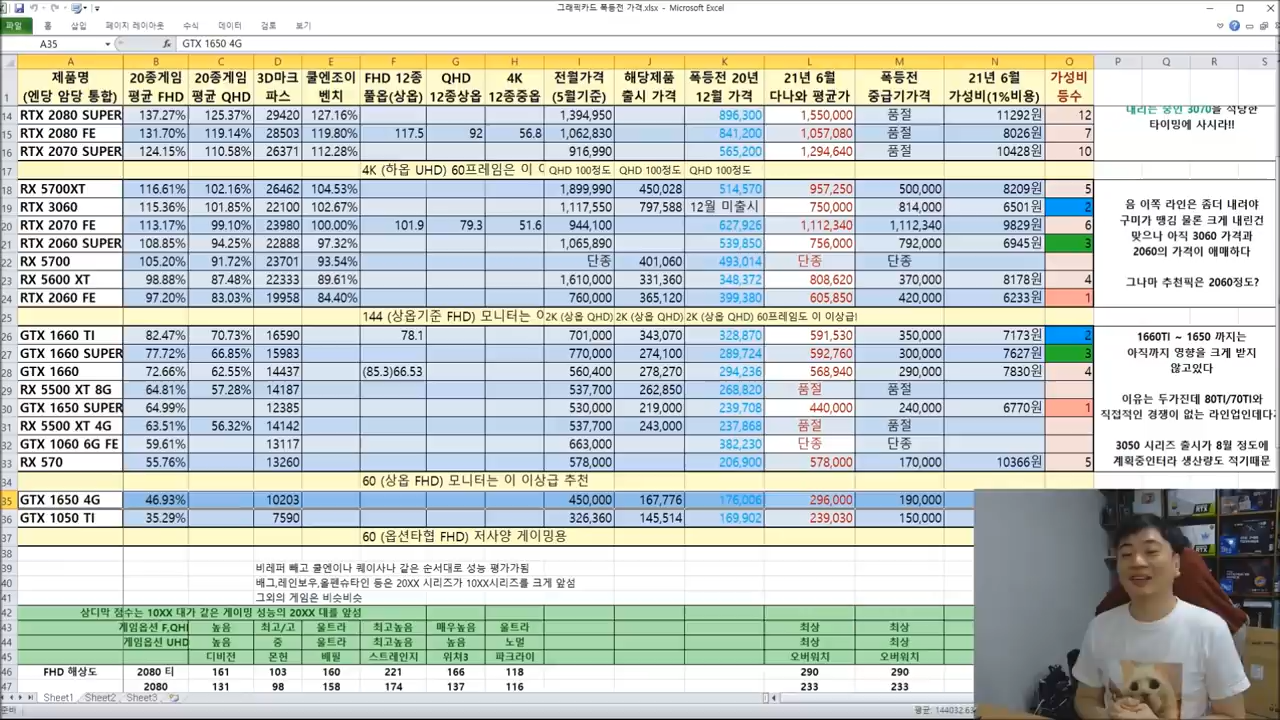 그래픽카드 폭등전 가격.xlsx - Microsoft Excel
파일 홈 삽입 페이지 레이아웃 수식 데이터 검토 보기
A35 fx GTX 1650 4G
A B C D E F G H I J K L M N O P Q R S
제품명 20종게임 20종게임 3D마크 쿨엔조이 FHD 12종 QHD 4K 전월가격 해당제품 폭등전 20년 21년 6월 폭등전 21년 6월 가성비
1 (엔당 암당 통합) 평균 FHD 평균 QHD 패스 벤치 풀옵(상옵) 12종상옵 12종중옵 (5월기준) 출시 가격 12월 가격 다나와 평균가 중급기가격 가성비(1%비용) 등수
14 RTX 2080 SUPER 137.27% 125.37% 29420 127.16% 1,394,950 896,300 1,550,000 품절 11292원 12
15 RTX 2080 FE 131.70% 119.14% 28503 119.80% 117.5 92 56.8 1,062,830 841,200 1,057,080 품절 8026원 7
16 RTX 2070 SUPER 124.15% 110.58% 26371 112.28% 916,990 565,200 1,294,640 품절 10428원 10
17 4K (하옵 UHD) 60프레임은 이 QHD 100정도 QHD 100정도 QHD 100정도
18 RX 5700XT 116.61% 102.16% 26462 104.53% 1,899,990 450,028 514,570 957,250 500,000 8209원 5
19 RTX 3060 115.36% 101.85% 22100 102.67% 1,117,550 797,588 12월 미출시 750,000 814,000 6501원 2
20 RTX 2070 FE 113.17% 99.10% 23980 100.00% 101.9 79.3 51.6 944,100 627,926 1,112,340 1,112,340 9829원 6
21 RTX 2060 SUPER 108.85% 94.25% 22888 97.32% 1,065,890 539,850 756,000 792,000 6945원 3
22 RX 5700 105.20% 91.72% 23701 93.54% 단종 401,060 493,014 단종 단종
23 RX 5600 XT 98.88% 87.48% 22333 89.61% 1,610,000 331,360 348,372 808,620 370,000 8178원 4
24 RTX 2060 FE 97.20% 83.03% 19958 84.40% 760,000 365,120 399,380 605,850 420,000 6233원 1
25 144 (상옵기준 FHD) 모니터는 이 2K (상옵 QHD) 2K (상옵 QHD) 2K (상옵 QHD) 60프레임도 이 이상급!
26 GTX 1660 TI 82.47% 70.73% 16590 78.1 701,000 343,070 328,870 591,530 350,000 7173원 2
27 GTX 1660 SUPER 77.72% 66.85% 15983 770,000 274,100 289,724 592,760 300,000 7627원 3
28 GTX 1660 72.66% 62.55% 14437 (85.3)66.53 560,400 278,270 294,236 568,940 290,000 7830원 4
29 RX 5500 XT 8G 64.81% 57.28% 14187 537,700 262,850 268,820 품절 품절
30 GTX 1650 SUPER 64.99% 12385 530,000 219,000 239,708 440,000 240,000 6770원 1
31 RX 5500 XT 4G 63.51% 56.32% 14142 537,700 243,000 237,868 품절 품절
32 GTX 1060 6G FE 59.61% 13117 663,000 382,230 단종 단종
33 RX 570 55.76% 13260 578,000 206,900 578,000 170,000 10366원 5
34 60 (상옵 FHD) 모니터는 이 이상급 추천
35 GTX 1650 4G 46.93% 10203 450,000 167,776 176,006 296,000 190,000
36 GTX 1050 TI 35.29% 7590 326,360 145,514 169,902 239,030 150,000
37 60 (옵션타협 FHD) 저사양 게이밍용
38
39 비레퍼 빼고 쿨엔이나 퀘이사나 같은 순서대로 성능 평가가됨
40 배그,레인보우,울펜슈타인 등은 20XX 시리즈가 10XX시리즈를 크게 앞섬
41 그외의 게임은 비슷비슷
42 상디막 점수는 10XX 대가 같은 게이밍 성능의 20XX 대를 앞섬
43 게임옵션 F,QH 높음 최고/고 울트라 최고높음 매우높음 울트라 최상 최상
44 게임옵션 UHD 높음 중 울트라 높음 높음 노멀 최상 최상
45 디비전 몬헌 배필 스트레인지 위쳐3 파크라이 오버워치 오버워치
46 FHD 해상도 2080 티 161 103 160 221 166 118 290 290
47 2080 131 98 158 174 137 116 233 233
내리는 중인 3070을 적당한
타이밍에 사시라!!
음 이쪽 라인은 좀더 내려야
구미가 땡김 물론 크게 내린건
맞으나 아직 3060 가격과
2060의 가격이 애매하다
그나마 추천픽은 2060정도?
1660TI ~ 1650 까지는
아직까지 영향을 크게 받지
않고있다
이유는 두가진데 80TI/70TI와
직접적인 경쟁이 없는 라인업인데다
3050 시리즈 출시가 8월 정도에
계획중인터라 생산량도 적기때문
Sheet1 Sheet2 Sheet3
준비 평균: 144032.63